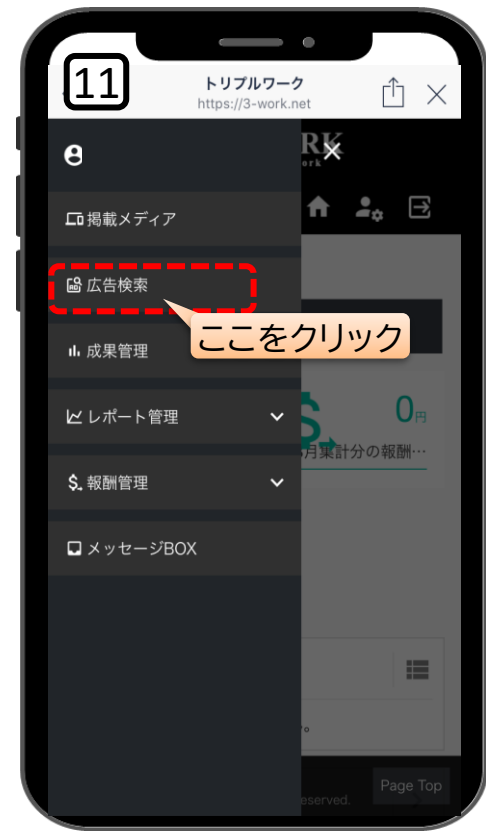 11
トリプルワーク
https://3-work.net
RK
ork
掲載メディア
広告検索
ここをクリック
成果管理
レポート管理
0円
月集計分の報酬…
報酬管理
メッセージBOX
Page Top
eserved.